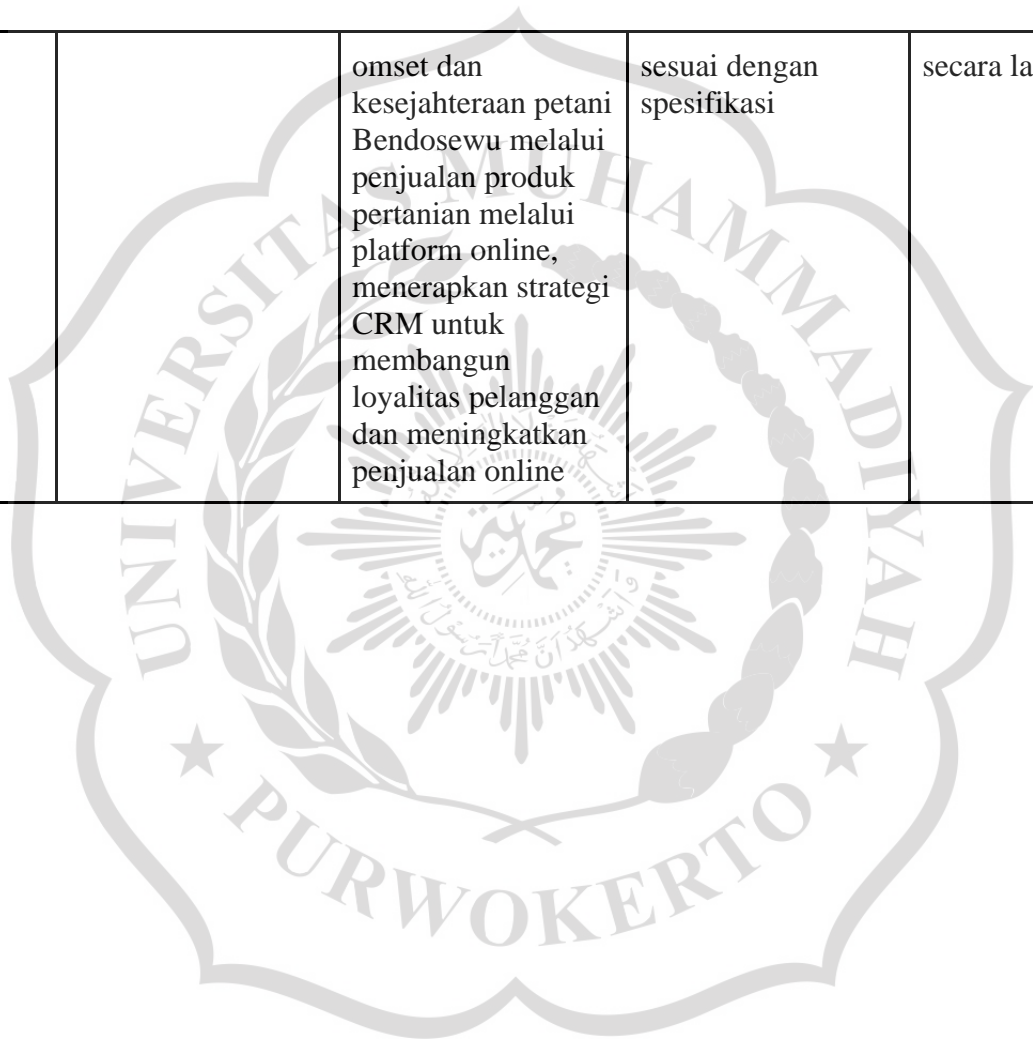 omset dan
kesejahteraan petani
Bendosewu melalui
penjualan produk
pertanian melalui
platform online,
menerapkan strategi
CRM untuk
membangun
loyalitas pelanggan
dan meningkatkan
penjualan online
sesuai dengan
spesifikasi
secara la
UNIVERSITAS MUHAMMADIYAH
★ PURWOKERTO ★